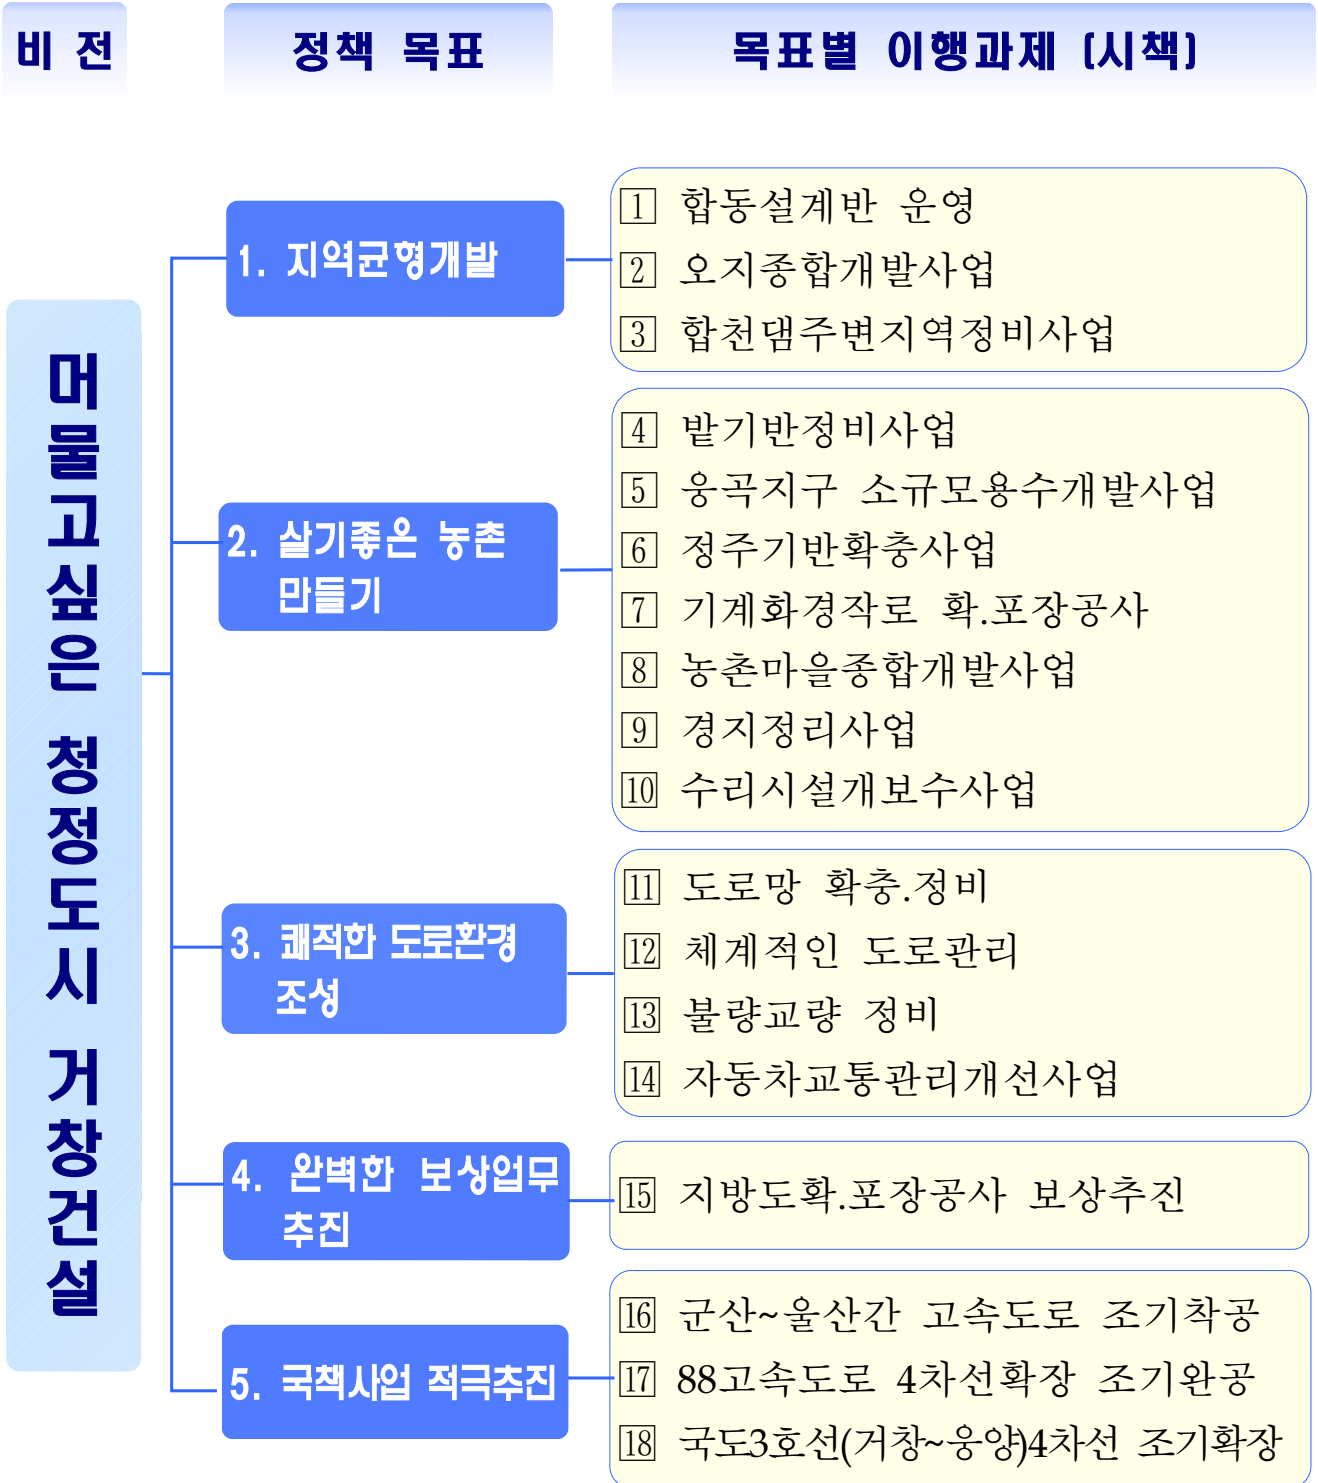 비 전
정책 목표
목표별 이행과제 (시책)
머물고싶은 청정도시 거창건설
1. 지역균형개발
1 합동설계반 운영
2 오지종합개발사업
3 합천댐주변지역정비사업
2. 살기좋은 농촌
만들기
4 밭기반정비사업
5 웅곡지구 소규모용수개발사업
6 정주기반확충사업
7 기계화경작로 확.포장공사
8 농촌마을종합개발사업
9 경지정리사업
10 수리시설개보수사업
3. 쾌적한 도로환경
조성
11 도로망 확충.정비
12 체계적인 도로관리
13 불량교량 정비
14 자동차교통관리개선사업
4. 완벽한 보상업무
추진
15 지방도확.포장공사 보상추진
5. 국책사업 적극추진
16 군산~울산간 고속도로 조기착공
17 88고속도로 4차선확장 조기완공
18 국도3호선(거창~웅양)4차선 조기확장